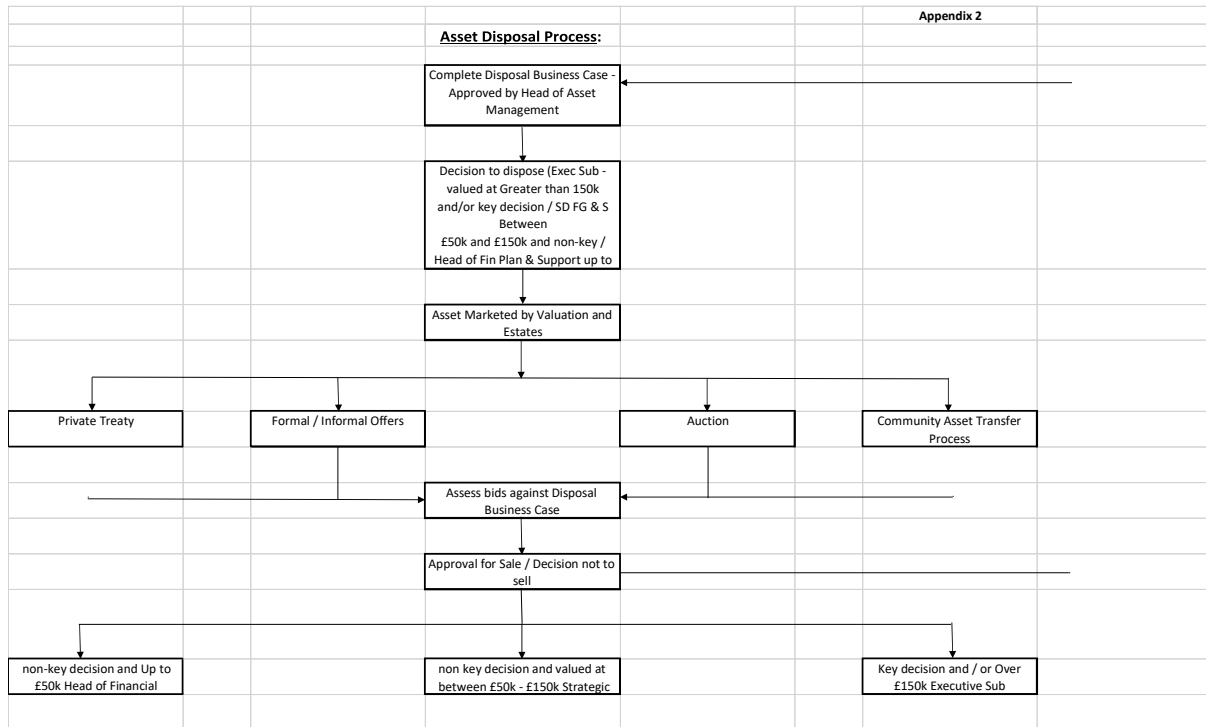 Appendix 2
Asset Disposal Process:
Complete Disposal Business Case -
Approved by Head of Asset
Management
Decision to dispose (Exec Sub -
valued at Greater than 150k
and/or key decision / SD FG & S
Between
£50k and £150k and non-key /
Head of Fin Plan & Support up to
Asset Marketed by Valuation and
Estates
Private Treaty
Formal / Informal Offers
Auction
Community Asset Transfer
Process
Assess bids against Disposal
Business Case
Approval for Sale / Decision not to
sell
non-key decision and Up to
£50k Head of Financial
non key decision and valued at
between £50k - £150k Strategic
Key decision and / or Over
£150k Executive Sub